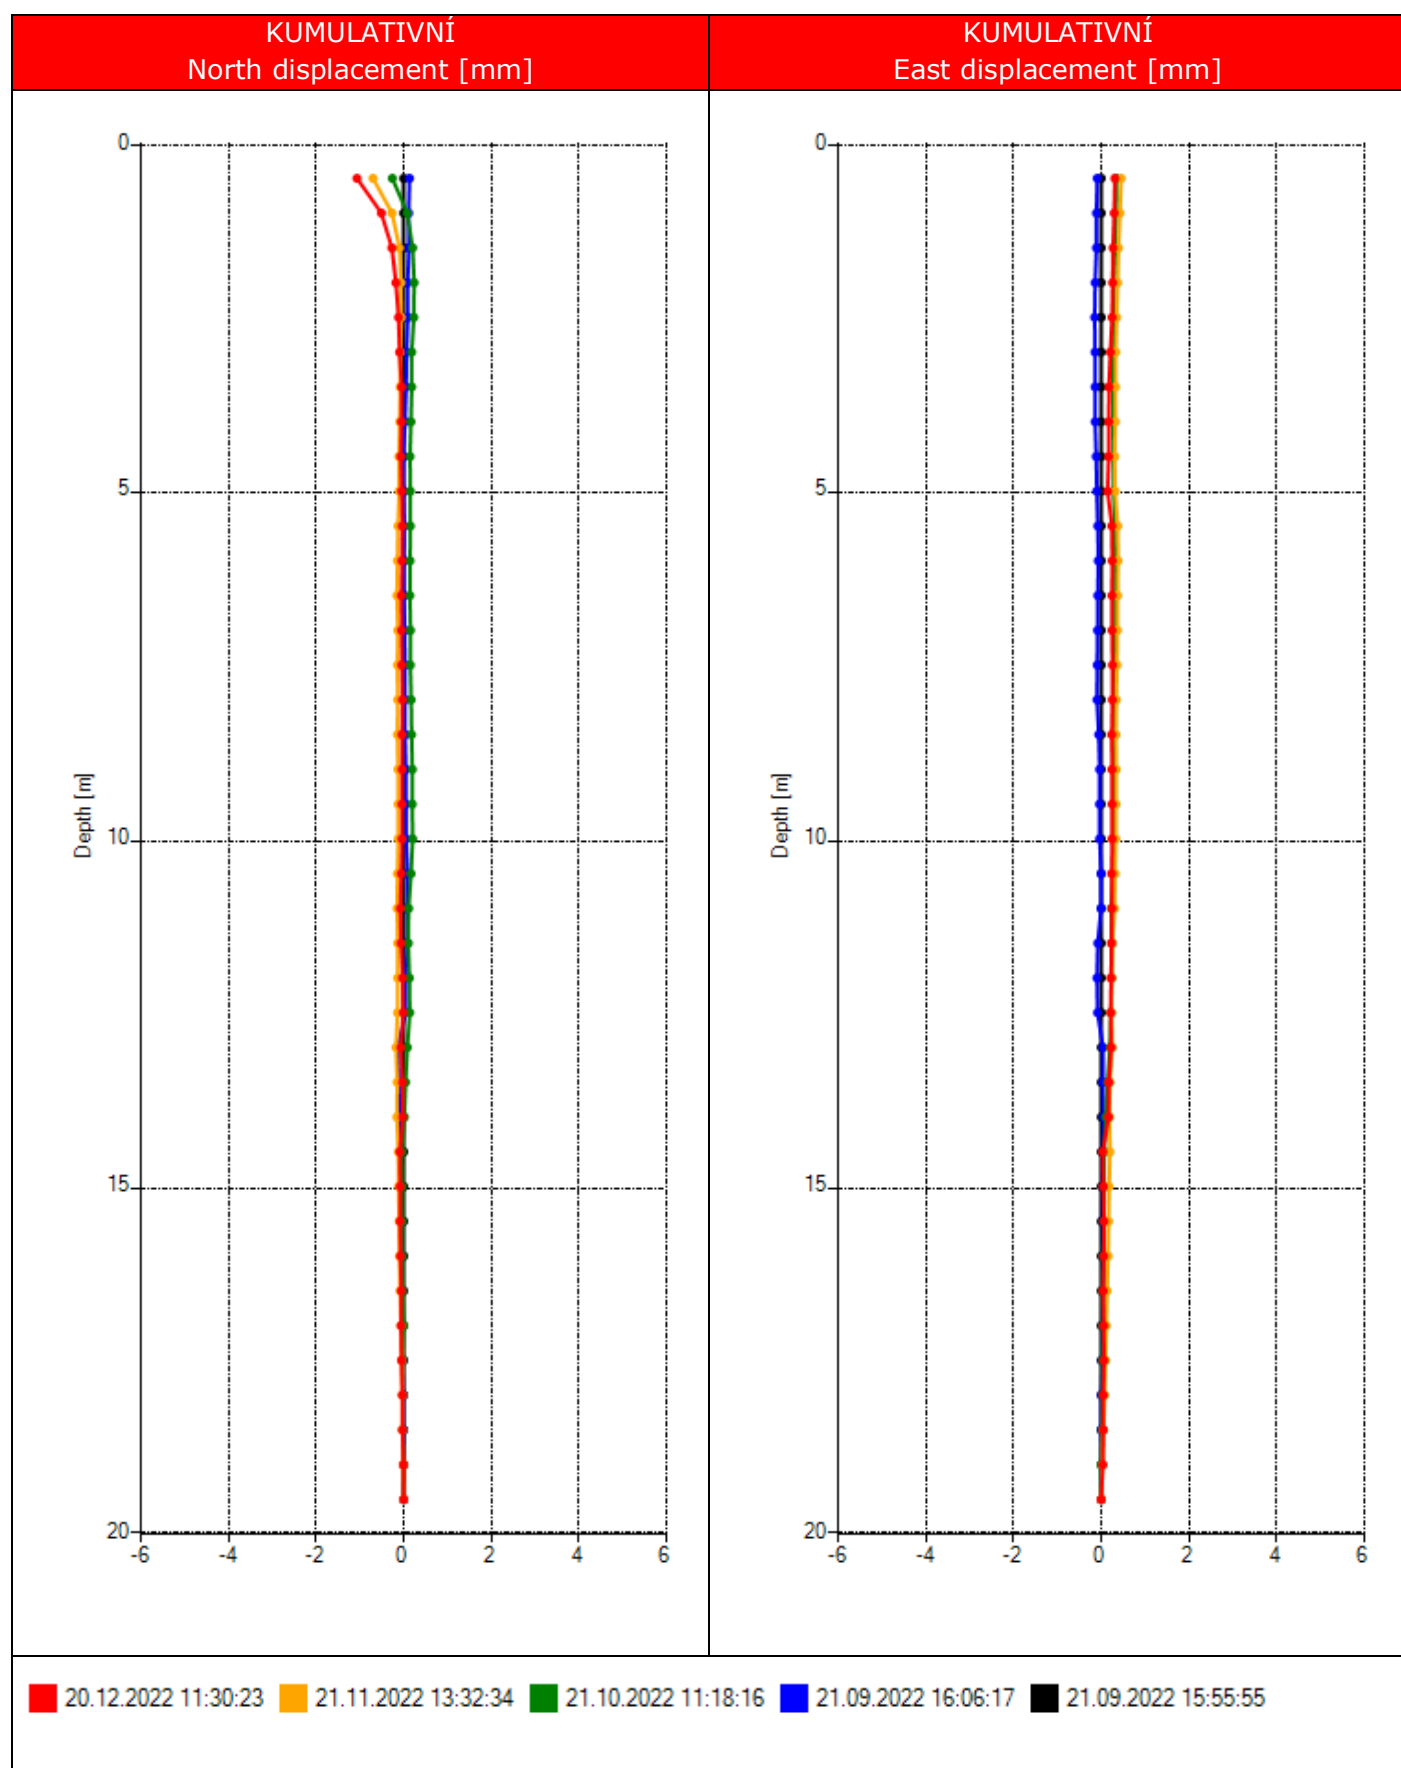 KUMULATIVNÍ
North displacement [mm]
KUMULATIVNÍ
East displacement [mm]
0
5
10
15
20
Depth [m]
-6 -4 -2 0 2 4 6
0
5
10
15
20
Depth [m]
-6 -4 -2 0 2 4 6
20.12.2022 11:30:23 21.11.2022 13:32:34 21.10.2022 11:18:16 21.09.2022 16:06:17 21.09.2022 15:55:55